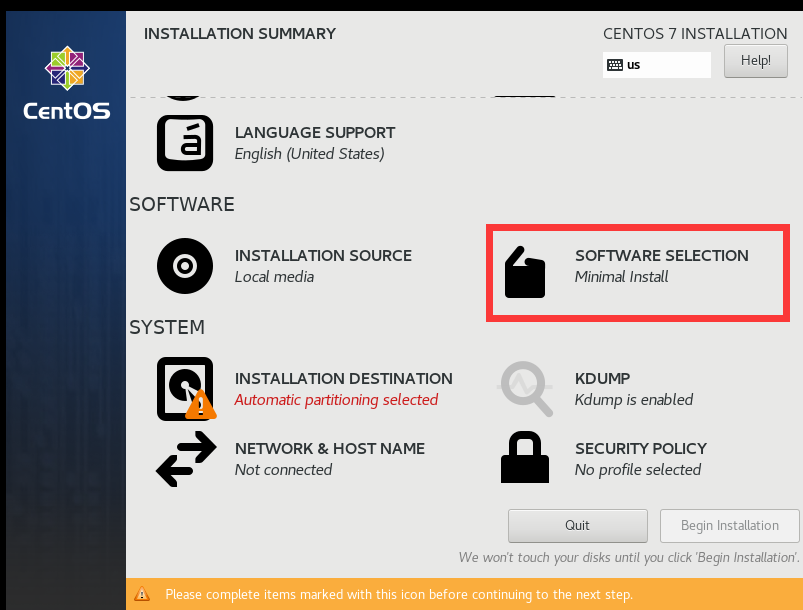 INSTALLATION SUMMARY
CENTOS 7 INSTALLATION
us
Help!
CentOS
á
LANGUAGE SUPPORT
English (United States)
SOFTWARE
INSTALLATION SOURCE
Local media
SOFTWARE SELECTION
Minimal Install
SYSTEM
INSTALLATION DESTINATION
Automatic partitioning selected
KDUMP
Kdump is enabled
NETWORK & HOST NAME
Not connected
SECURITY POLICY
No profile selected
Quit
Begin Installation
We won't touch your disks until you click 'Begin Installation'.
Please complete items marked with this icon before continuing to the next step.